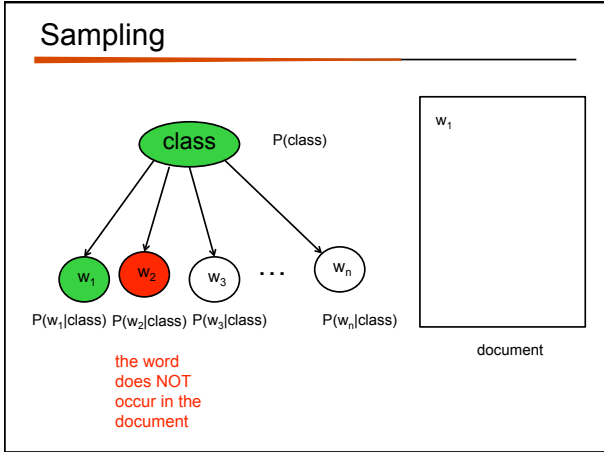 Sampling
class
P(class)
w₁
w₁
w₂
w₃
...
wₙ
P(w₁|class) P(w₂|class) P(w₃|class) P(wₙ|class)
the word
does NOT
occur in the
document
document